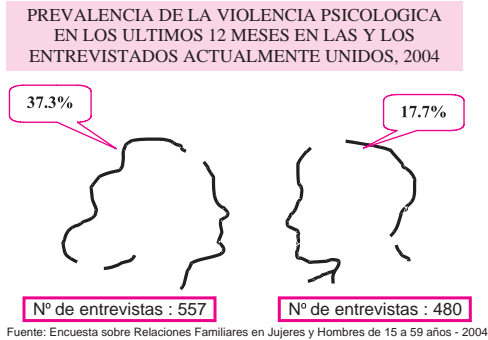 PREVALENCIA DE LA VIOLENCIA PSICOLOGICA
EN LOS ULTIMOS 12 MESES EN LAS Y LOS
ENTREVISTADOS ACTUALMENTE UNIDOS, 2004
37.3%
17.7%
Nº de entrevistas : 557
Nº de entrevistas : 480
Fuente: Encuesta sobre Relaciones Familiares en Jujeres y Hombres de 15 a 59 años - 2004